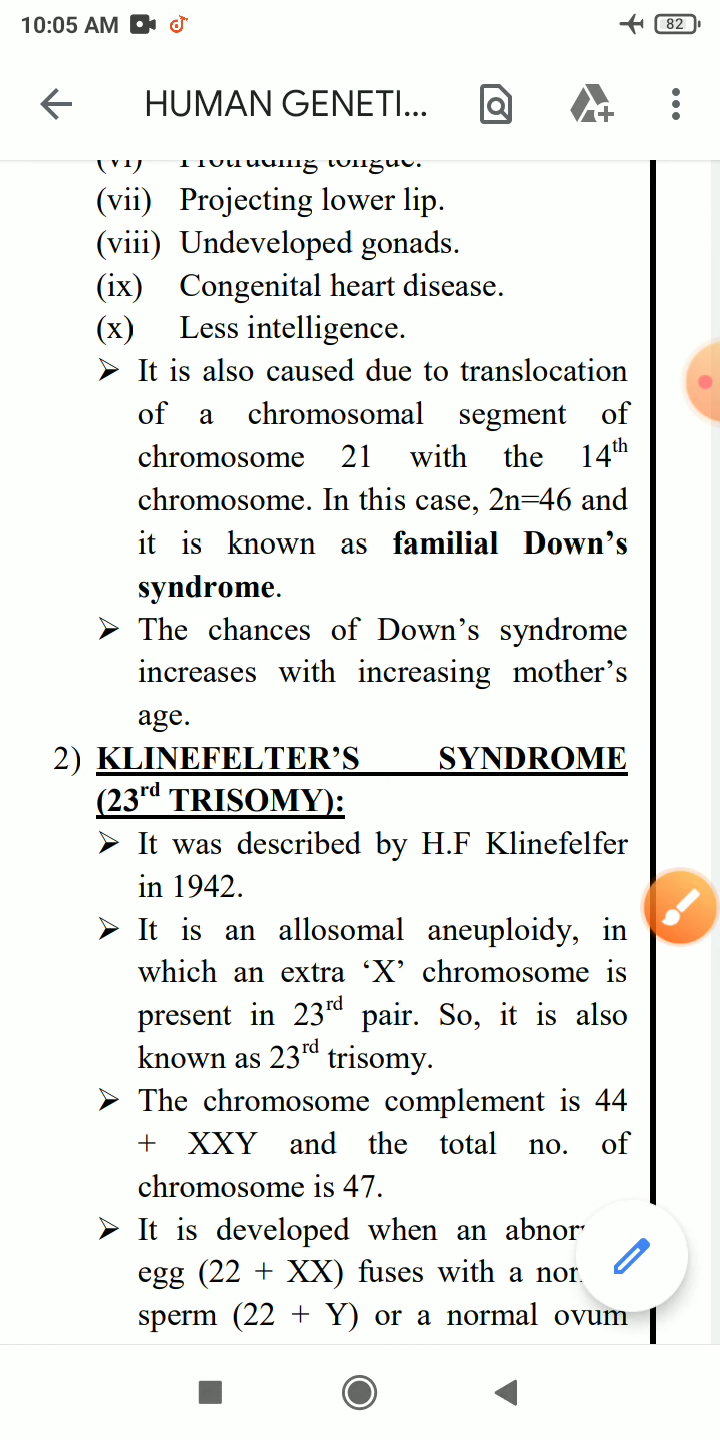 10:05 AM
82
HUMAN GENETI...
(vi) Protruding tongue.
(vii) Projecting lower lip.
(viii) Undeveloped gonads.
(ix) Congenital heart disease.
(x) Less intelligence.
➢ It is also caused due to translocation
of a chromosomal segment of
chromosome 21 with the 14th
chromosome. In this case, 2n=46 and
it is known as familial Down’s
syndrome.
➢ The chances of Down’s syndrome
increases with increasing mother’s
age.
2) KLINEFELTER’S SYNDROME
(23rd TRISOMY):
➢ It was described by H.F Klinefelfer
in 1942.
➢ It is an allosomal aneuploidy, in
which an extra ‘X’ chromosome is
present in 23rd pair. So, it is also
known as 23rd trisomy.
➢ The chromosome complement is 44
+ XXY and the total no. of
chromosome is 47.
➢ It is developed when an abnor
egg (22 + XX) fuses with a nor
sperm (22 + Y) or a normal ovum